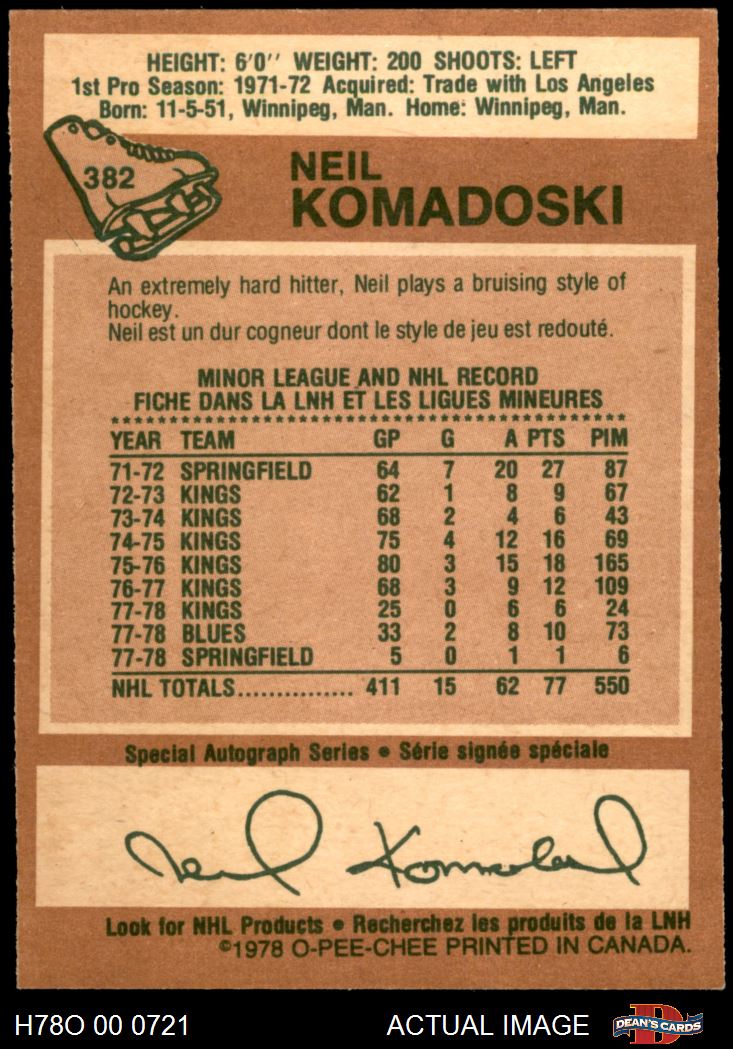 HEIGHT: 6'0'' WEIGHT: 200 SHOOTS: LEFT
1st Pro Season: 1971-72 Acquired: Trade with Los Angeles
Born: 11-5-51, Winnipeg, Man. Home: Winnipeg, Man.
382
NEIL
KOMADOSKI
An extremely hard hitter, Neil plays a bruising style of
hockey.
Neil est un dur cogneur dont le style de jeu est redouté.
MINOR LEAGUE AND NHL RECORD
FICHE DANS LA LNH ET LES LIGUES MINEURES
YEAR TEAM GP G A PTS PIM
71-72 SPRINGFIELD 64 7 20 27 87
72-73 KINGS 62 1 8 9 67
73-74 KINGS 68 2 4 6 43
74-75 KINGS 75 4 12 16 69
75-76 KINGS 80 3 15 18 165
76-77 KINGS 68 3 9 12 109
77-78 KINGS 25 0 6 6 24
77-78 BLUES 33 2 8 10 73
77-78 SPRINGFIELD 5 0 1 1 6
NHL TOTALS............... 411 15 62 77 550
Special Autograph Series • Série signée spéciale
Neil Komadoski
Look for NHL Products • Recherchez les produits de la LNH
©1978 O-PEE-CHEE PRINTED IN CANADA.
H78O 00 0721 ACTUAL IMAGE D DEAN'S CARDS